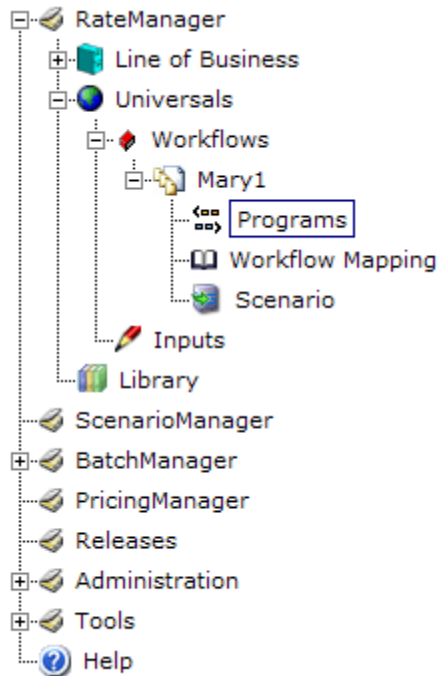 RateManager
Line of Business
Universals
Workflows
Mary1
Programs
Workflow Mapping
Scenario
Inputs
Library
ScenarioManager
BatchManager
PricingManager
Releases
Administration
Tools
Help